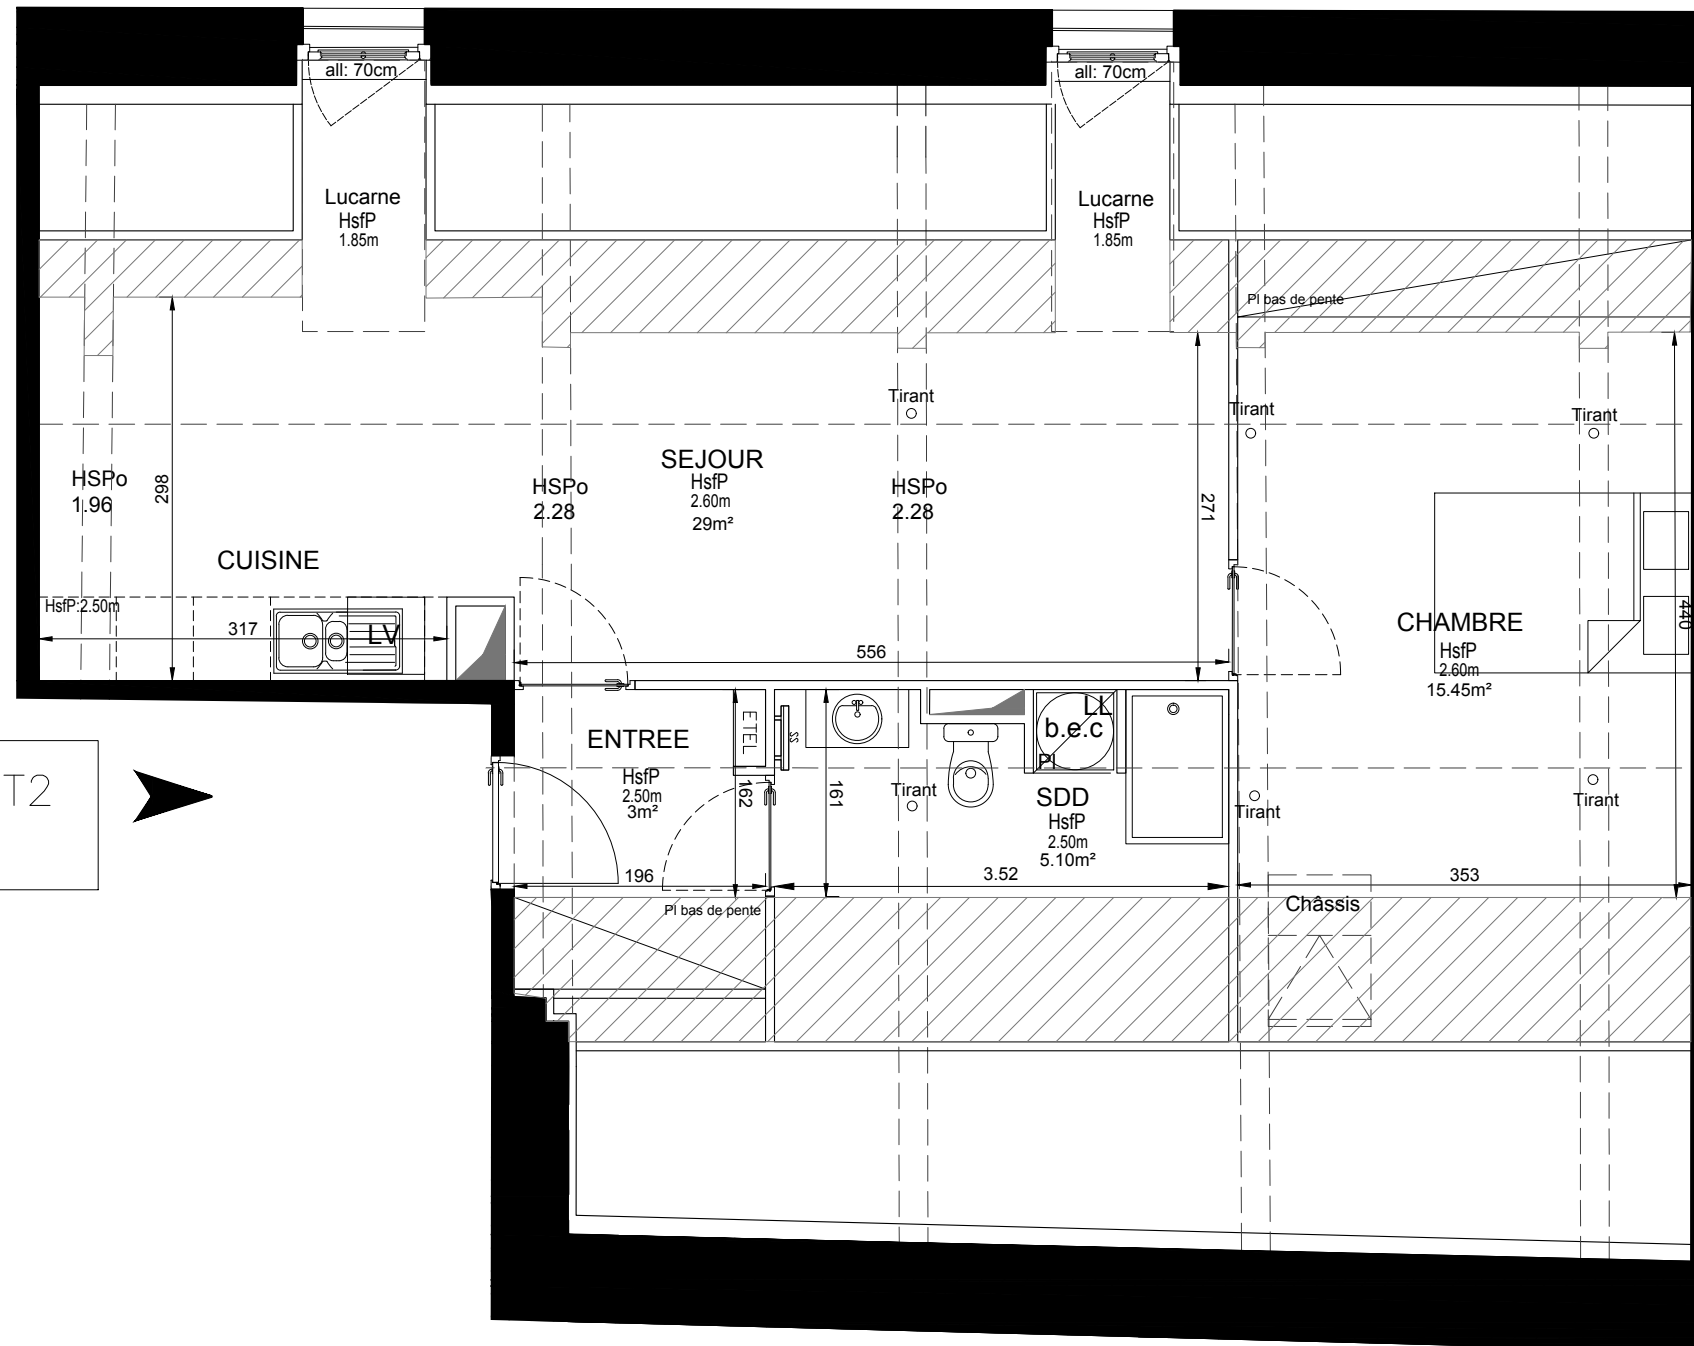 all: 70cm
all: 70cm
Lucarne
HsfP
1.85m
Lucarne
HsfP
1.85m
Pl bas de pente
Tirant
Tirant
Tirant
HSPo
1.96
298
HSPo
2.28
SEJOUR
HsfP
2.60m
29m²
HSPo
2.28
271
CUISINE
HsfP:2.50m
317
LV
556
CHAMBRE
HsfP
2.60m
15.45m²
440
T2
ENTREE
HsfP
2.50m
3m²
ETEL
162
SS
161
Tirant
LL
b.e.c
Pl
SDD
HsfP
2.50m
5.10m²
Tirant
Tirant
196
3.52
353
Pl bas de pente
Châssis